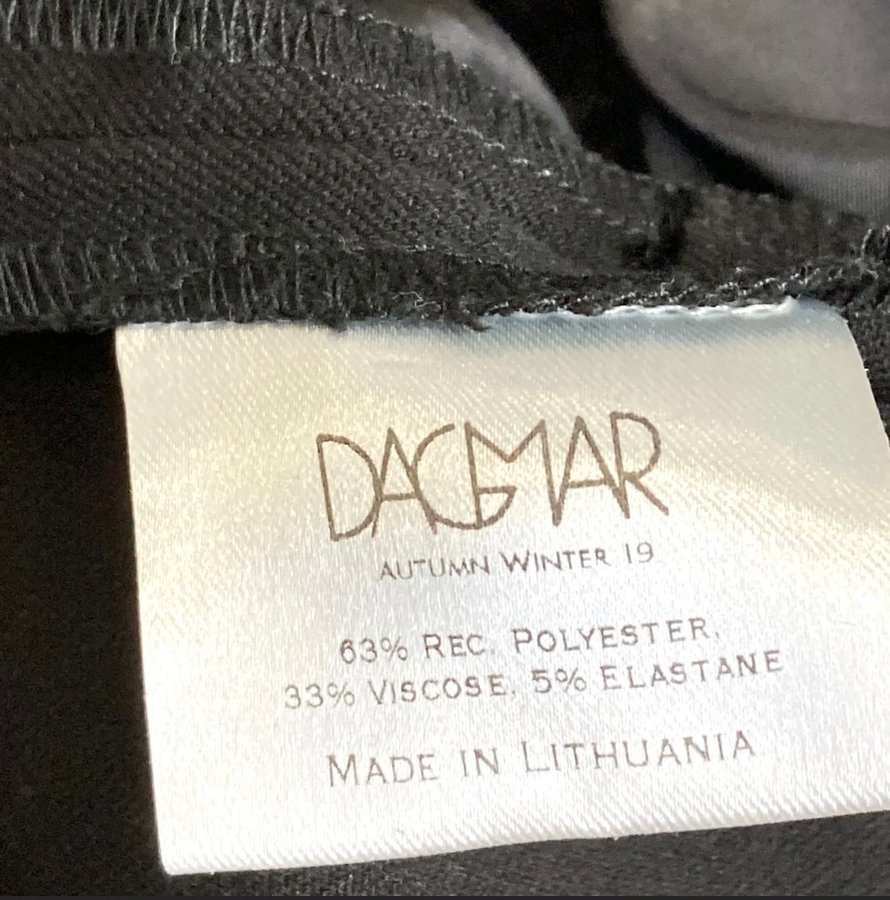 DAGMAR
AUTUMN WINTER 19
63% REC. POLYESTER,
33% VISCOSE, 5% ELASTANE
MADE IN LITHUANIA